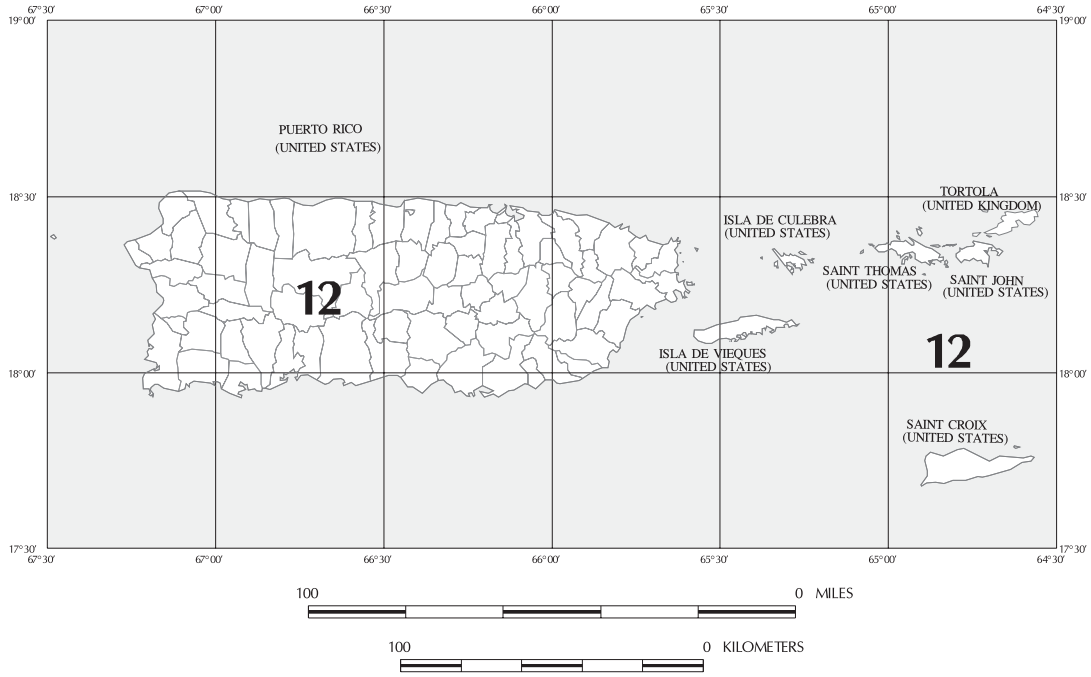 67°30' 67°00' 66°30' 66°00' 65°30' 65°00' 64°30'
19°00' 19°00'
PUERTO RICO
(UNITED STATES)
18°30' 18°30'
TORTOLA
(UNITED KINGDOM)
ISLA DE CULEBRA
(UNITED STATES)
SAINT THOMAS
(UNITED STATES)
SAINT JOHN
(UNITED STATES)
12
12
ISLA DE VIEQUES
(UNITED STATES)
18°00' 18°00'
SAINT CROIX
(UNITED STATES)
17°30' 17°30'
67°30' 67°00' 66°30' 66°00' 65°30' 65°00' 64°30'
100 0 MILES
100 0 KILOMETERS